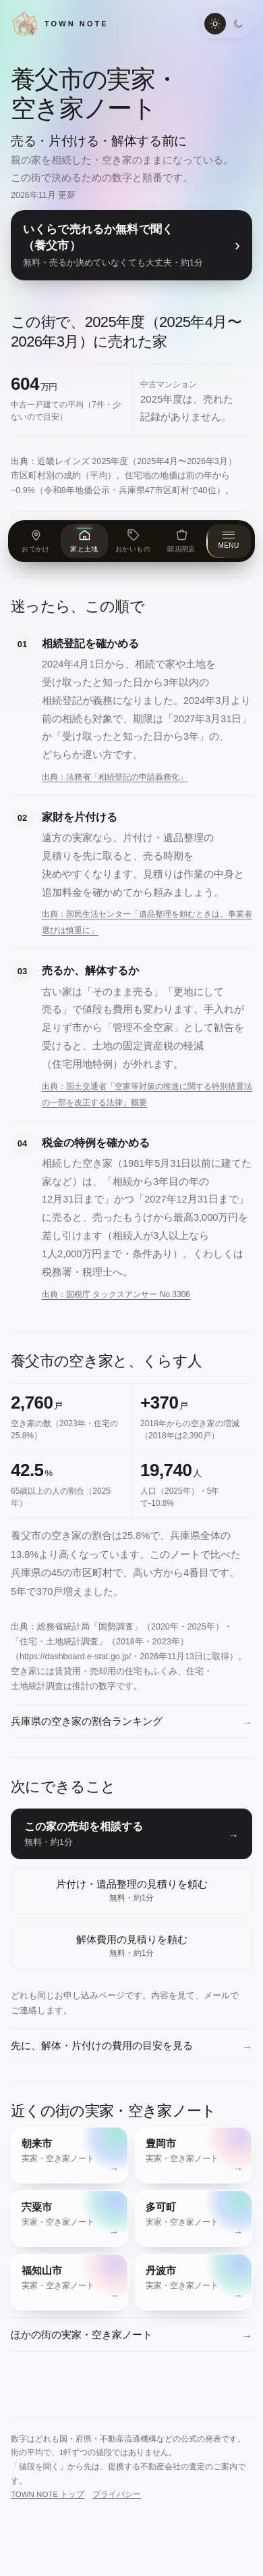 TOWN NOTE
養父市の実家・
空き家ノート
売る・片付ける・解体する前に
親の家を相続した・空き家のままになっている。
この街で決めるための数字と順番です。
2026年11月 更新
いくらで売れるか無料で聞く
（養父市）
›
無料・売るか決めていなくても大丈夫・約1分
この街で、2025年度（2025年4月〜
2026年3月）に売れた家
604万円
中古一戸建ての平均（7件・少
ないので目安）
中古マンション
2025年度は、売れた
記録がありません。
出典：近畿レインズ 2025年度（2025年4月〜2026年3月）
市区町村別の成約（平均）、住宅地の地価は前の年から
−0.9%（令和8年地価公示・兵庫県47市区町村で40位）。
おでかけ
家と土地
おかいもの
開店閉店
MENU
迷ったら、この順で
01
相続登記を確かめる
2024年4月1日から、相続で家や土地を
受け取ったと知った日から3年以内の
相続登記が義務になりました。2024年3月より
前の相続も対象で、期限は「2027年3月31日」
か「受け取ったと知った日から3年」の、
どちらか遅い方です。
出典：法務省「相続登記の申請義務化」
02
家財を片付ける
遠方の実家なら、片付け・遺品整理の
見積りを先に取ると、売る時期を
決めやすくなります。見積りは作業の中身と
追加料金を確かめてから頼みましょう。
出典：国民生活センター「遺品整理を頼むときは、事業者
選びは慎重に」
03
売るか、解体するか
古い家は「そのまま売る」「更地にして
売る」で値段も費用も変わります。手入れが
足りず市から「管理不全空家」として勧告を
受けると、土地の固定資産税の軽減
（住宅用地特例）が外れます。
出典：国土交通省「空家等対策の推進に関する特別措置法
の一部を改正する法律」概要
04
税金の特例を確かめる
相続した空き家（1981年5月31日以前に建てた
家など）は、「相続から3年目の年の
12月31日まで」かつ「2027年12月31日まで」
に売ると、売ったもうけから最高3,000万円を
差し引けます（相続人が3人以上なら
1人2,000万円まで・条件あり）。くわしくは
税務署・税理士へ。
出典：国税庁 タックスアンサー No.3306
養父市の空き家と、くらす人
2,760戸
空き家の数（2023年・住宅の
25.8%）
+370戸
2018年からの空き家の増減
（2018年は2,390戸）
42.5%
65歳以上の人の割合（2025
年）
19,740人
人口（2025年）・5年
で-10.8%
養父市の空き家の割合は25.8%で、兵庫県全体の
13.8%より高くなっています。このノートで比べた
兵庫県の45の市区町村で、高い方から4番目です。
5年で370戸増えました。
出典：総務省統計局「国勢調査」（2020年・2025年）・
「住宅・土地統計調査」（2018年・2023年）
（https://dashboard.e-stat.go.jp/・2026年11月13日に取得）。
空き家には賃貸用・売却用の住宅もふくみ、住宅・
土地統計調査は推計の数字です。
兵庫県の空き家の割合ランキング →
次にできること
この家の売却を相談する
無料・約1分
→
片付け・遺品整理の見積りを頼む
無料・約1分
解体費用の見積りを頼む
無料・約1分
どれも同じお申し込みページです。内容を見て、メールで
ご連絡します。
先に、解体・片付けの費用の目安を見る →
近くの街の実家・空き家ノート
朝来市
実家・空き家ノート
→
豊岡市
実家・空き家ノート
→
宍粟市
実家・空き家ノート
→
多可町
実家・空き家ノート
→
福知山市
実家・空き家ノート
→
丹波市
実家・空き家ノート
→
ほかの街の実家・空き家ノート →
数字はどれも国・府県・不動産流通機構などの公式の発表です。
街の平均で、1軒ずつの値段ではありません。
「値段を聞く」から先は、提携する不動産会社の査定のご案内で
す。
TOWN NOTE トップ プライバシー